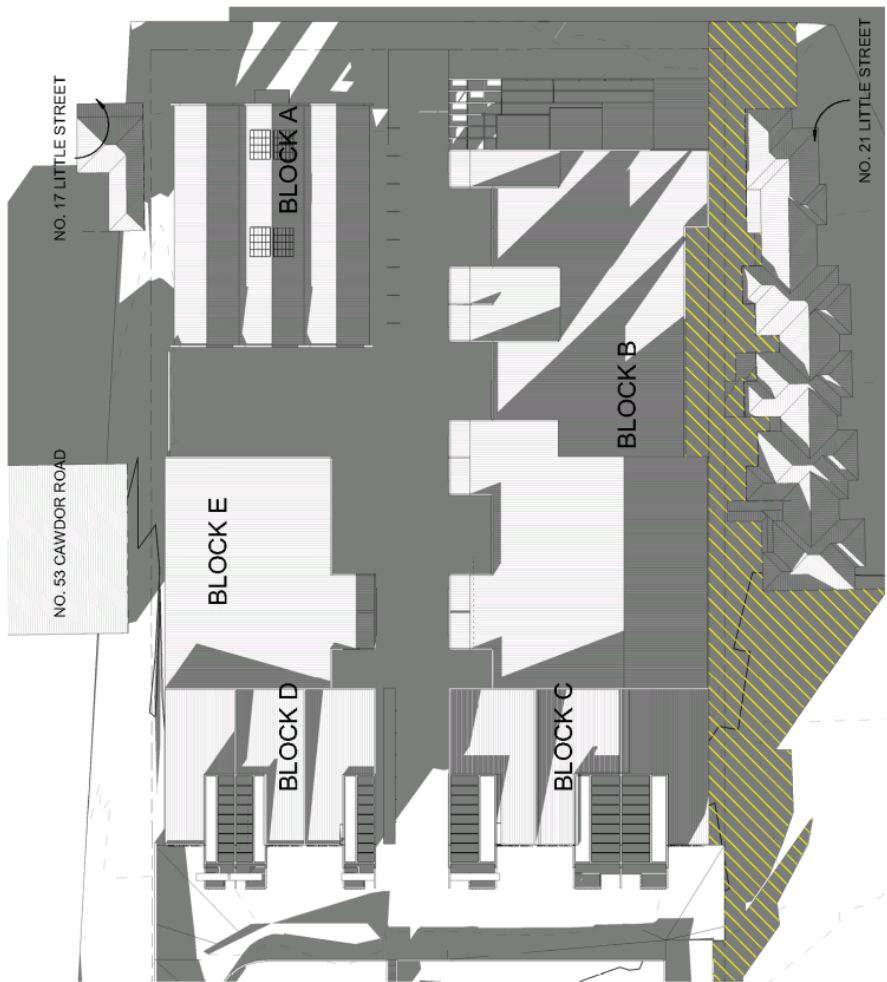 NO. 17 LITTLE STREET
BLOCK A
NO. 21 LITTLE STREET
BLOCK B
NO. 53 CAWDOR ROAD
BLOCK E
BLOCK D
BLOCK C